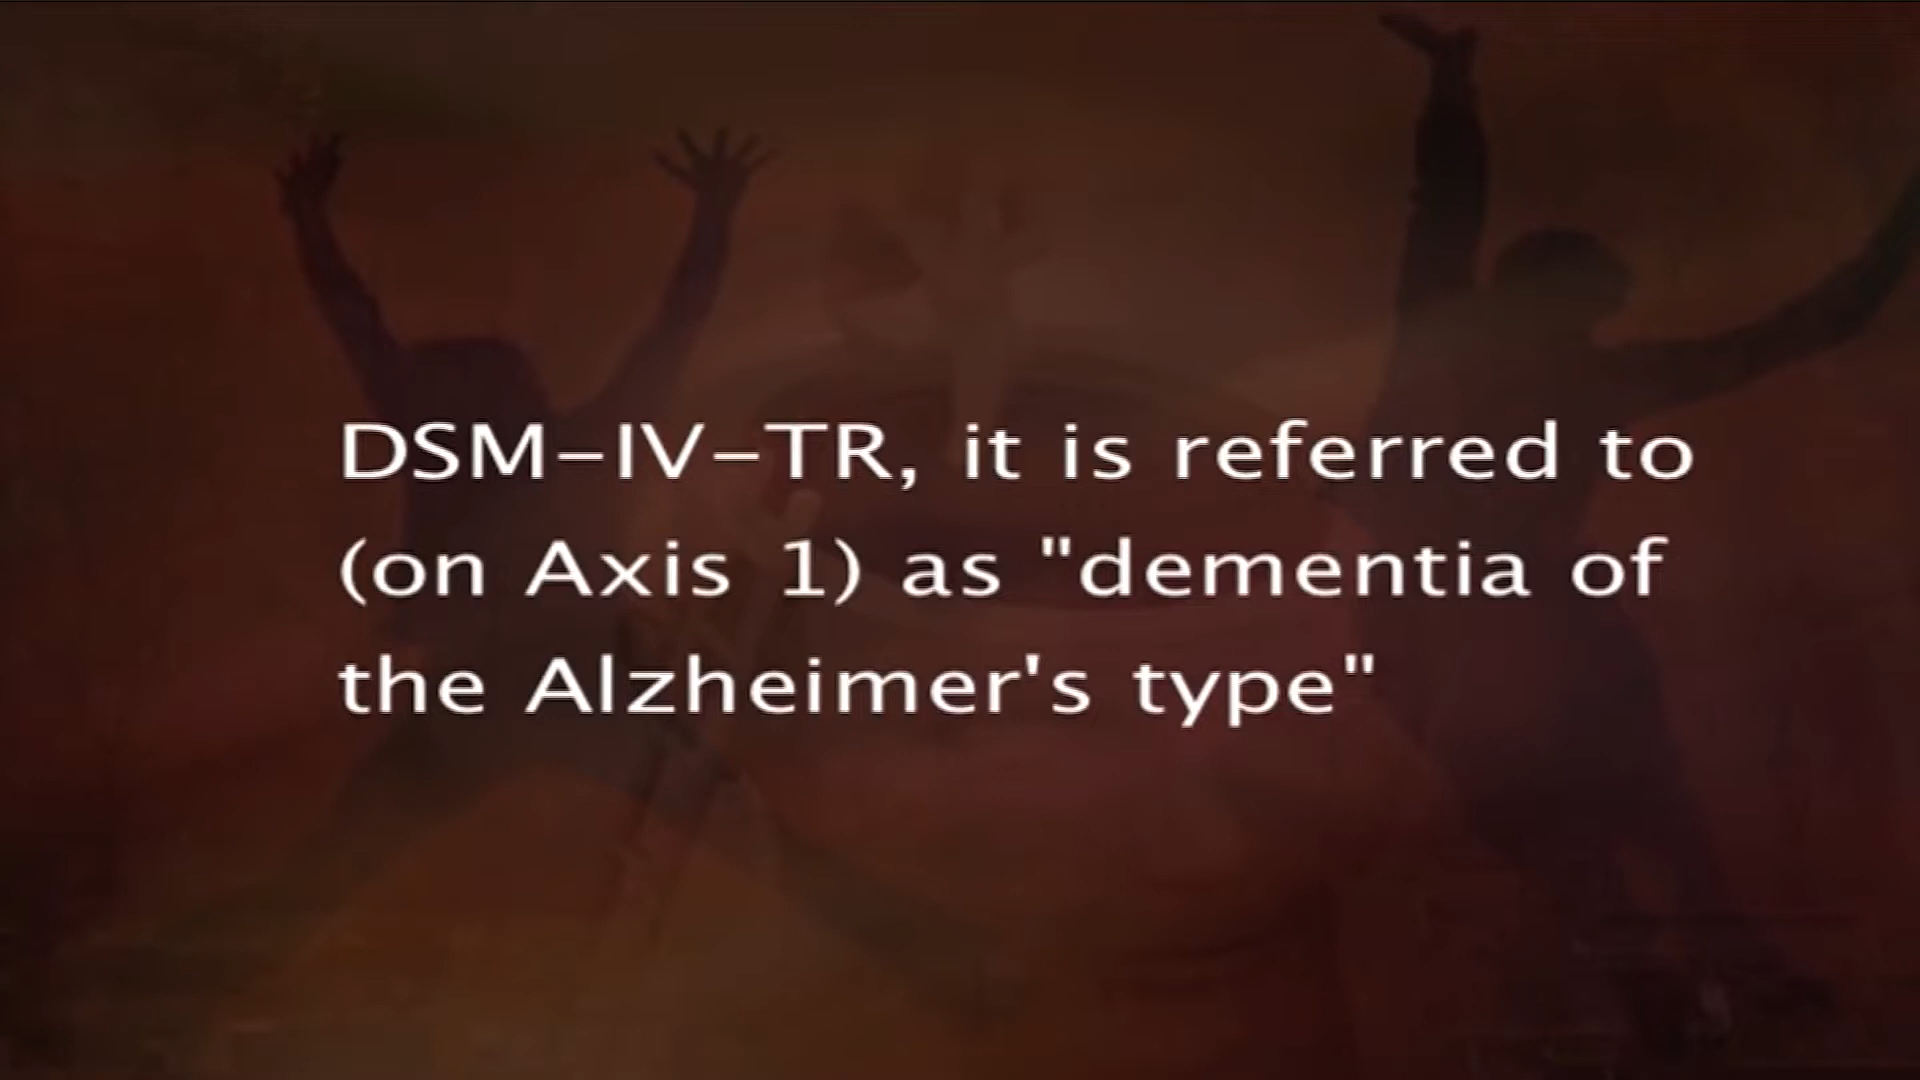 DSM-IV-TR, it is referred to
(on Axis 1) as "dementia of
the Alzheimer's type"